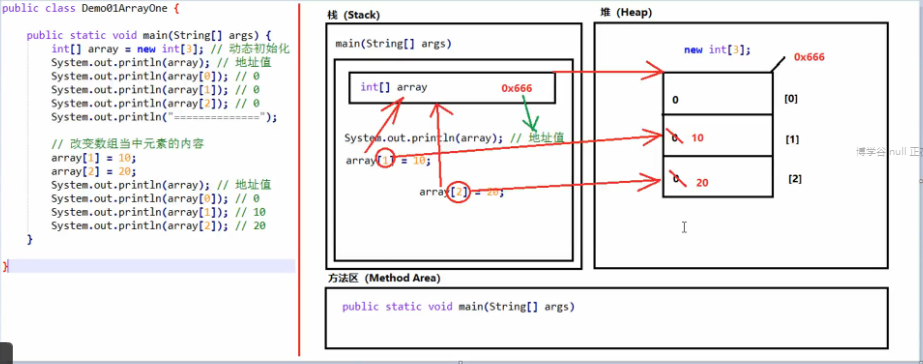 public class Demo01ArrayOne {
public static void main(String[] args) {
int[] array = new int[3]; // 动态初始化
System.out.println(array); // 地址值
System.out.println(array[0]); // 0
System.out.println(array[1]); // 0
System.out.println(array[2]); // 0
System.out.println("==============");
// 改变数组当中元素的内容
array[1] = 10;
array[2] = 20;
System.out.println(array); // 地址值
System.out.println(array[0]); // 0
System.out.println(array[1]); // 10
System.out.println(array[2]); // 20
}
}
栈 (Stack)
main(String[] args)
int[] array 0x666
System.out.println(array); // 地址值
array[1] = 10;
array[2] = 20;
堆 (Heap)
new int[3];
0x666
0 [0]
0 10 [1]
0 20 [2]
博学谷 null 正
方法区 (Method Area)
public static void main(String[] args)